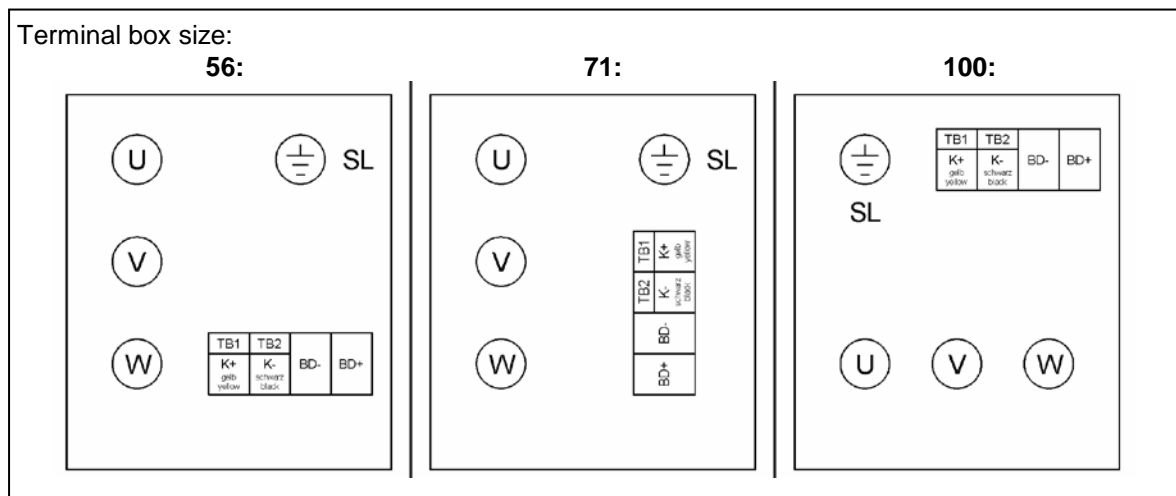 Terminal box size:
56:
U
SL
V
W
TB1 TB2
K+ K- BD- BD+
gelb schwarz
yellow black
71:
U
SL
V
W
TB1 K+ gelb yellow
TB2 K- schwarz black
BD-
BD+
100:
SL
TB1 TB2
K+ K- BD- BD+
gelb schwarz
yellow black
U V W